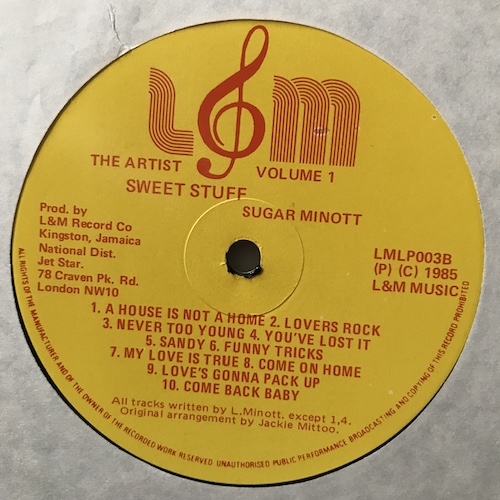 L&M
THE ARTIST VOLUME 1
SWEET STUFF
SUGAR MINOTT
Prod. by
L&M Record Co
Kingston, Jamaica
National Dist.
Jet Star.
78 Craven Pk. Rd.
London NW10
LMLP003B
(P) (C) 1985
L&M MUSIC
1. A HOUSE IS NOT A HOME 2. LOVERS ROCK
3. NEVER TOO YOUNG 4. YOU'VE LOST IT
5. SANDY 6. FUNNY TRICKS
7. MY LOVE IS TRUE 8. COME ON HOME
9. LOVE'S GONNA PACK UP
10. COME BACK BABY
All tracks written by L.Minott, except 1,4.
Original arrangement by Jackie Mittoo.
ALL RIGHTS OF THE MANUFACTURER AND OF THE OWNER OF THE RECORDED WORK RESERVED UNAUTHORISED PUBLIC PERFORMANCE BROADCASTING AND COPYING OF THIS RECORD PROHIBITED